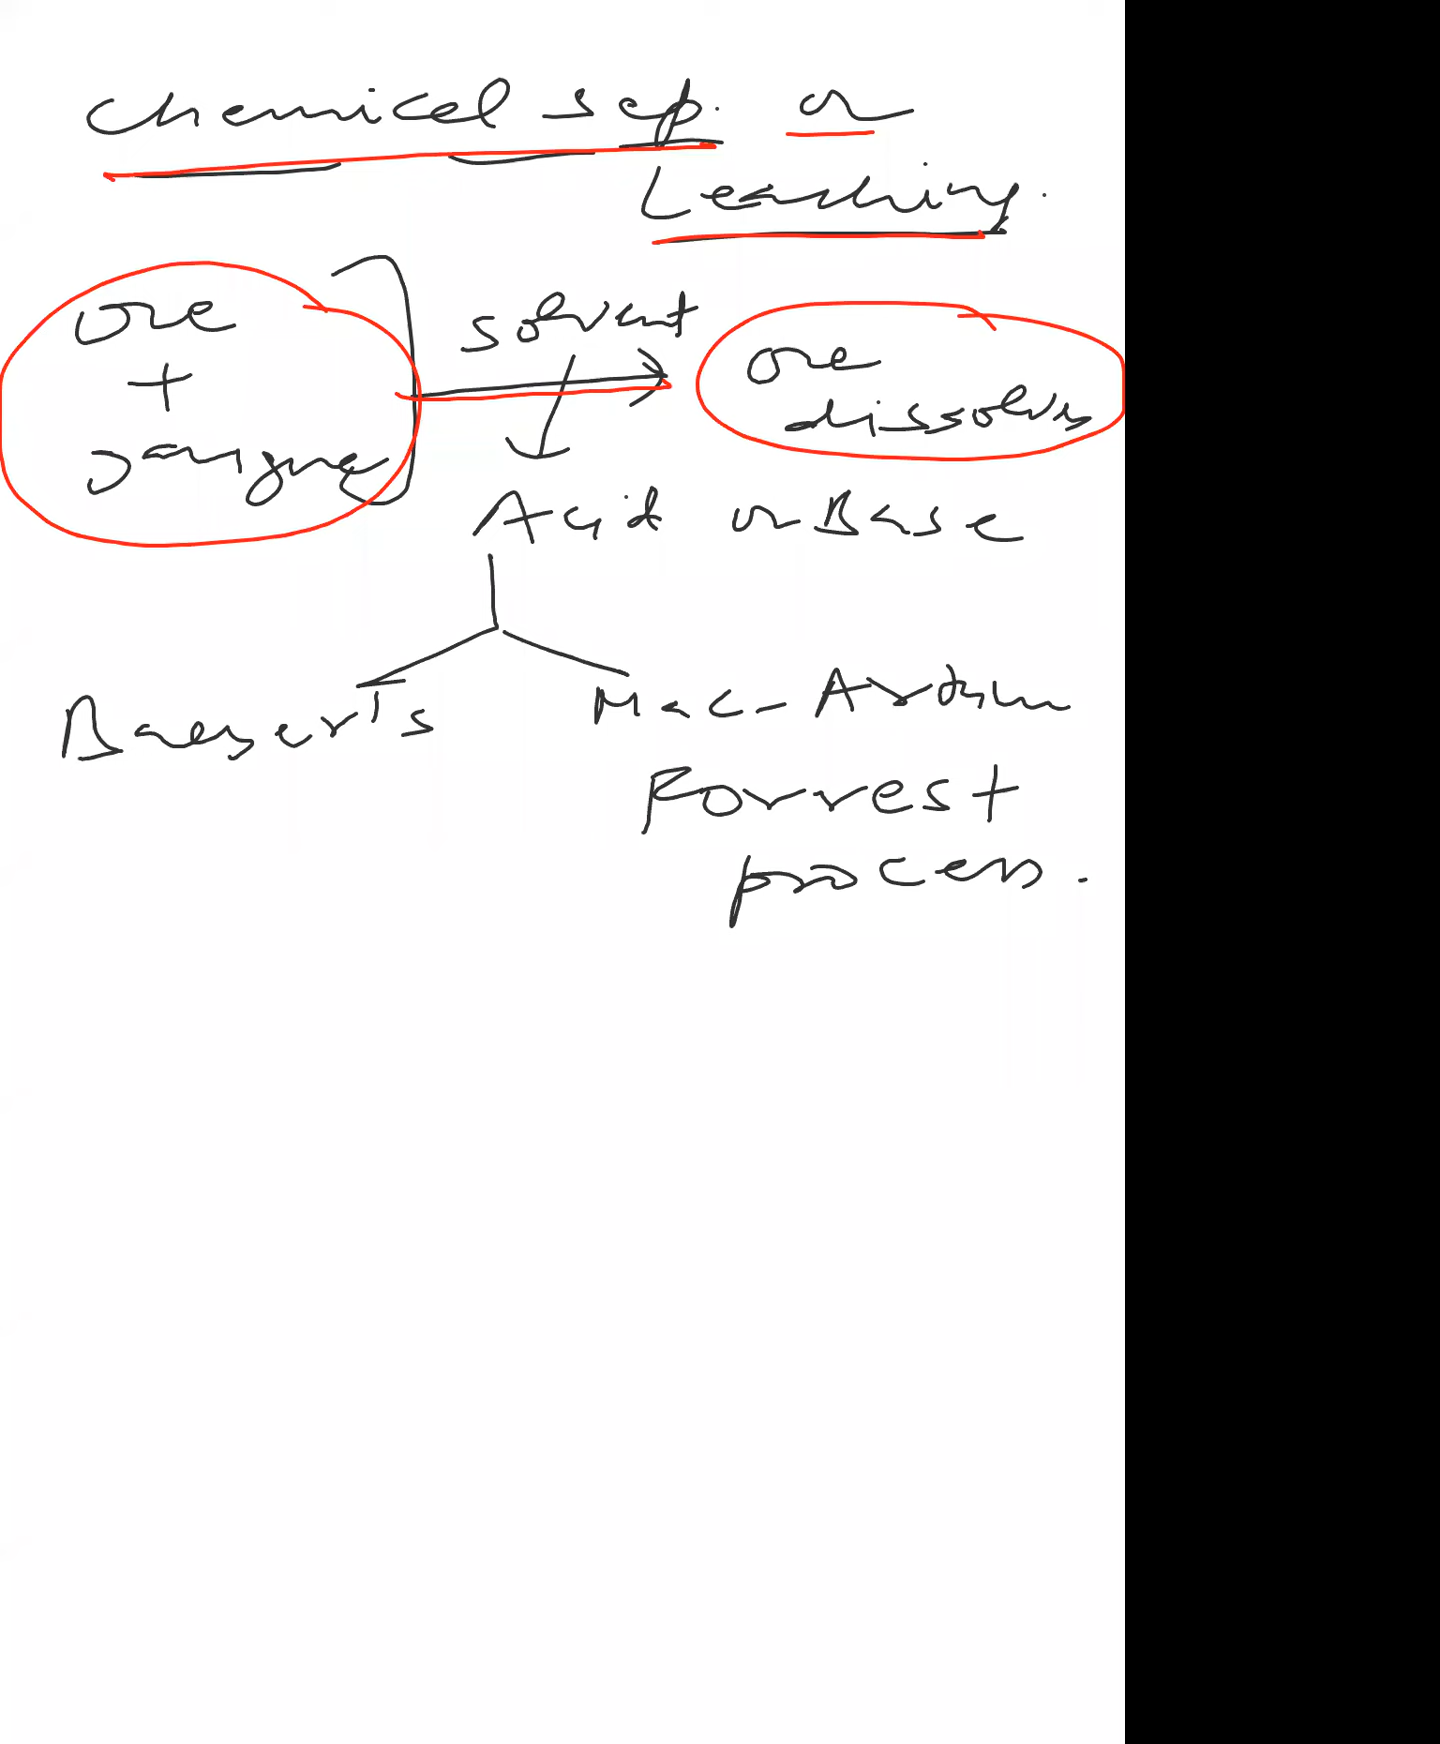 Chemical sep. or
Leaching.
ore
+
gangue
solvent
ore
dissolves
Acid or Base
Baeyer's
Mac-Arthur
Forrest
process.